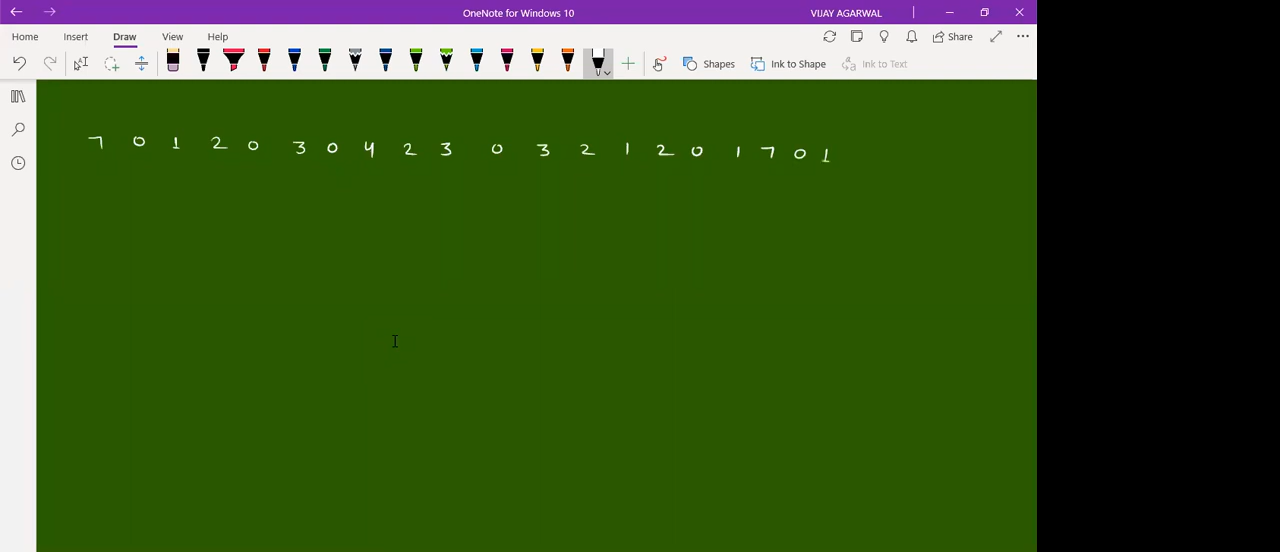 OneNote for Windows 10
VIJAY AGARWAL
Home Insert Draw View Help
Share
Shapes Ink to Shape Ink to Text
7 0 1 2 0 3 0 4 2 3 0 3 2 1 2 0 1 7 0 1